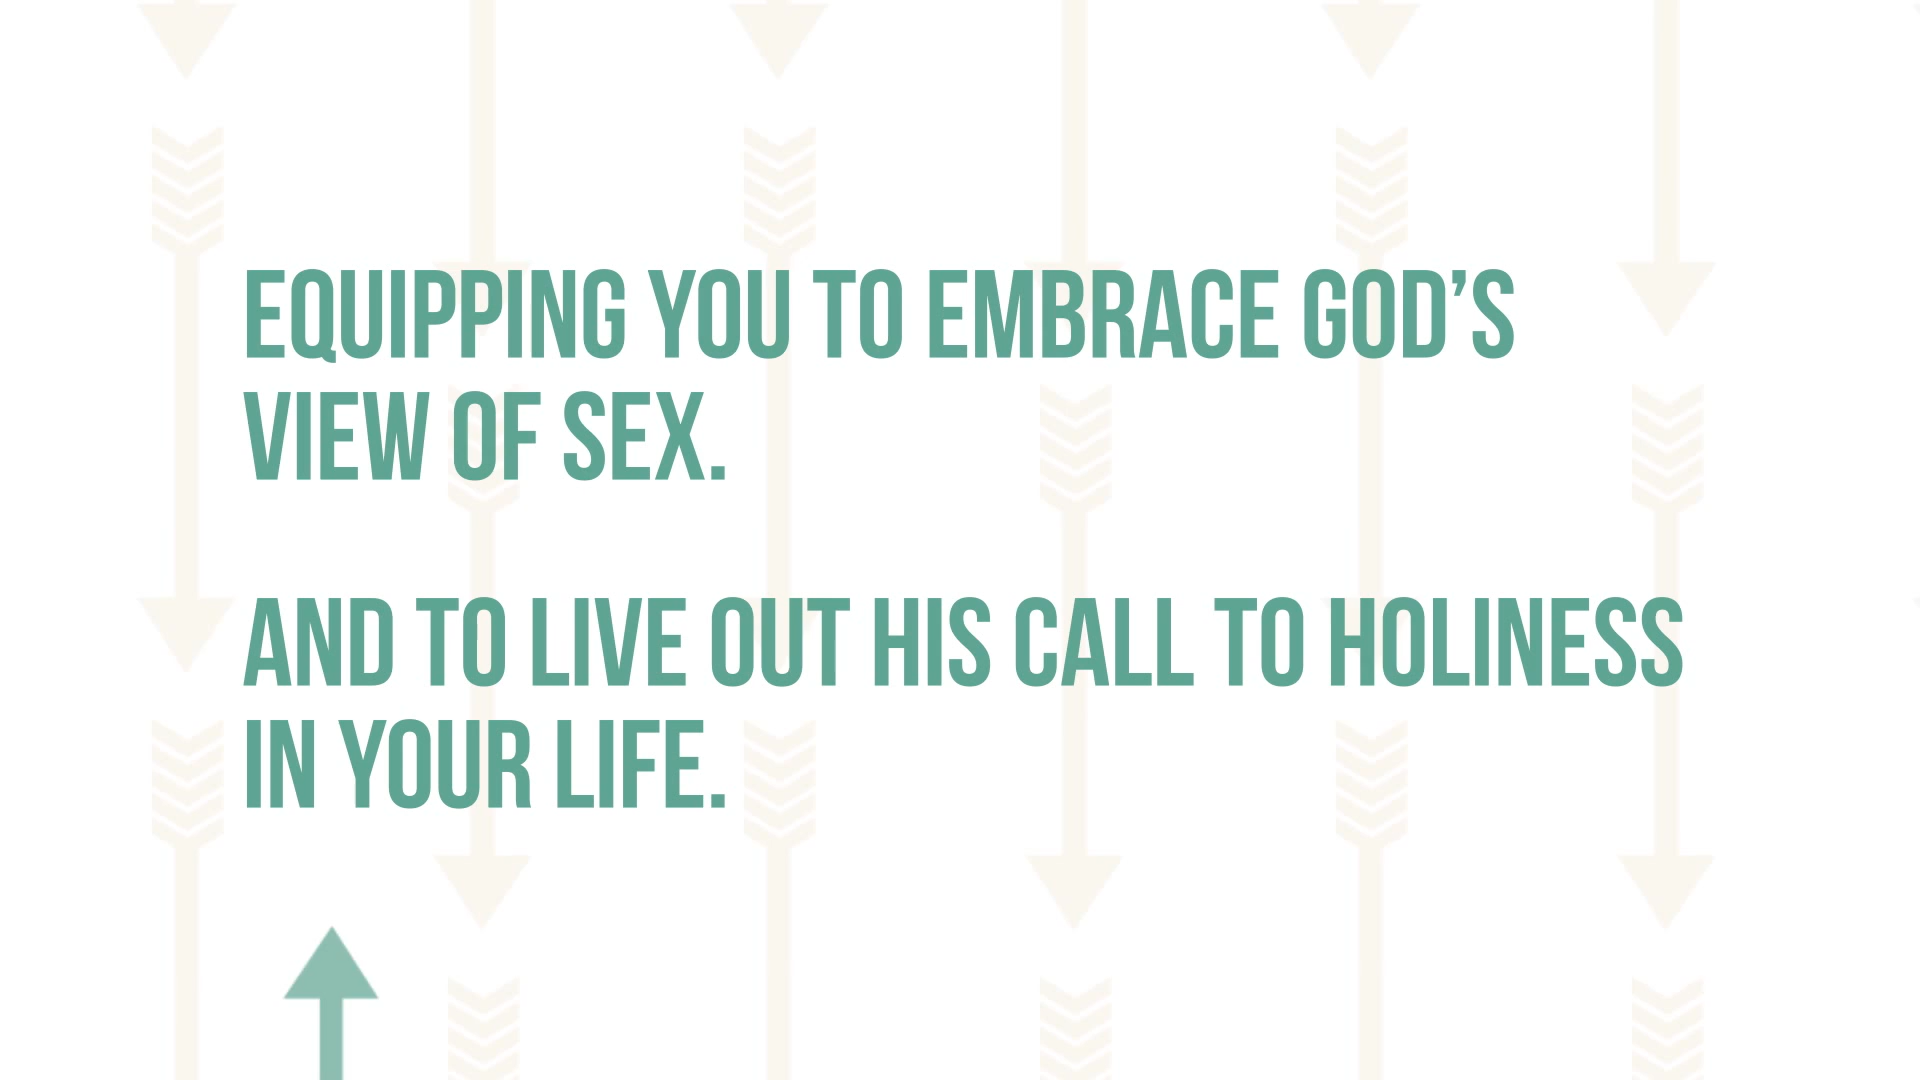 EQUIPPING YOU TO EMBRACE GOD’S
VIEW OF SEX.
AND TO LIVE OUT HIS CALL TO HOLINESS
IN YOUR LIFE.